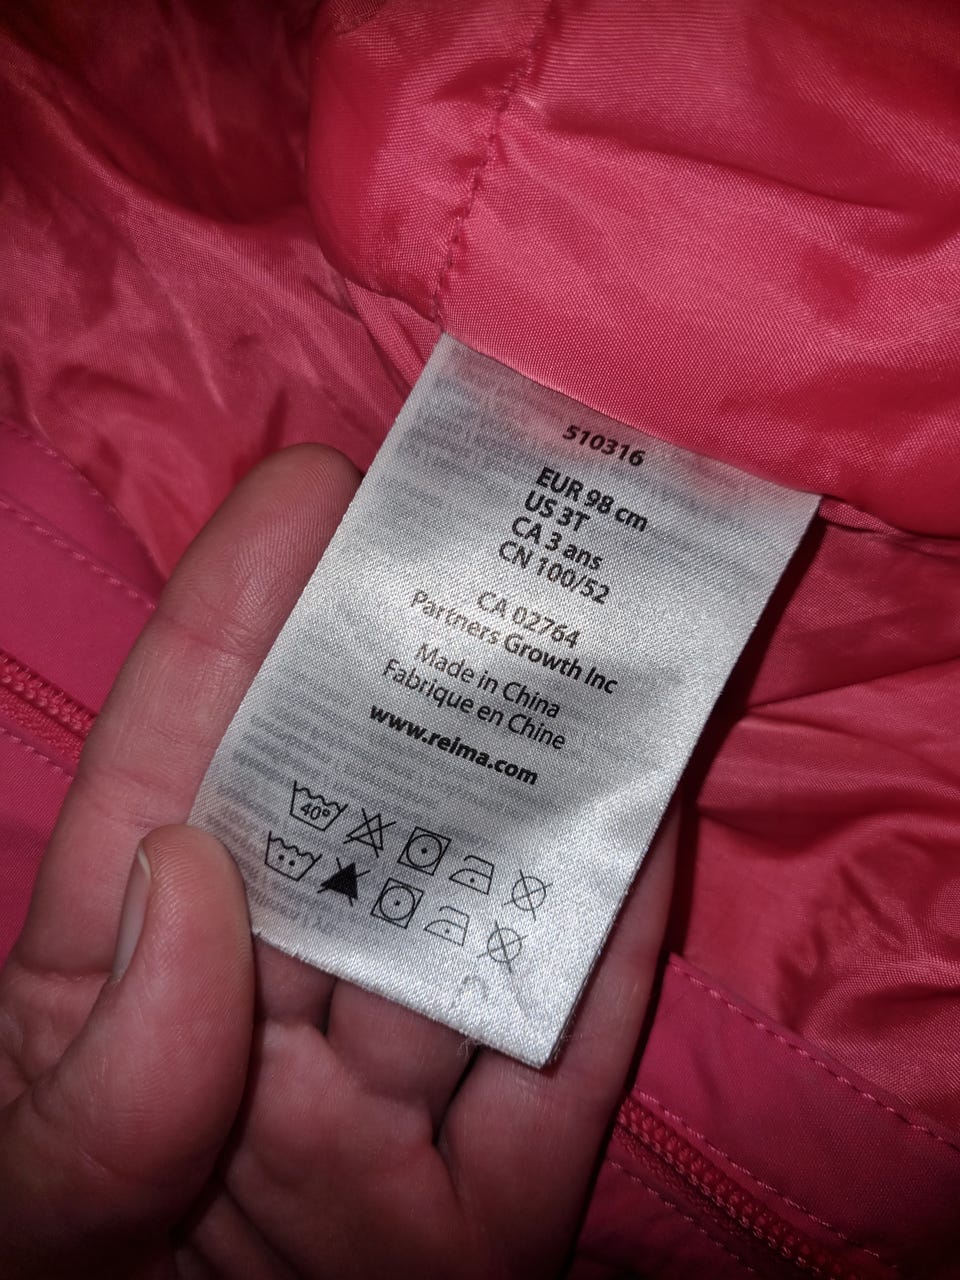 510316
EUR 98 cm
US 3T
CA 3 ans
CN 100/52
CA 02764
Partners Growth Inc
Made in China
Fabrique en Chine
www.reima.com
40°